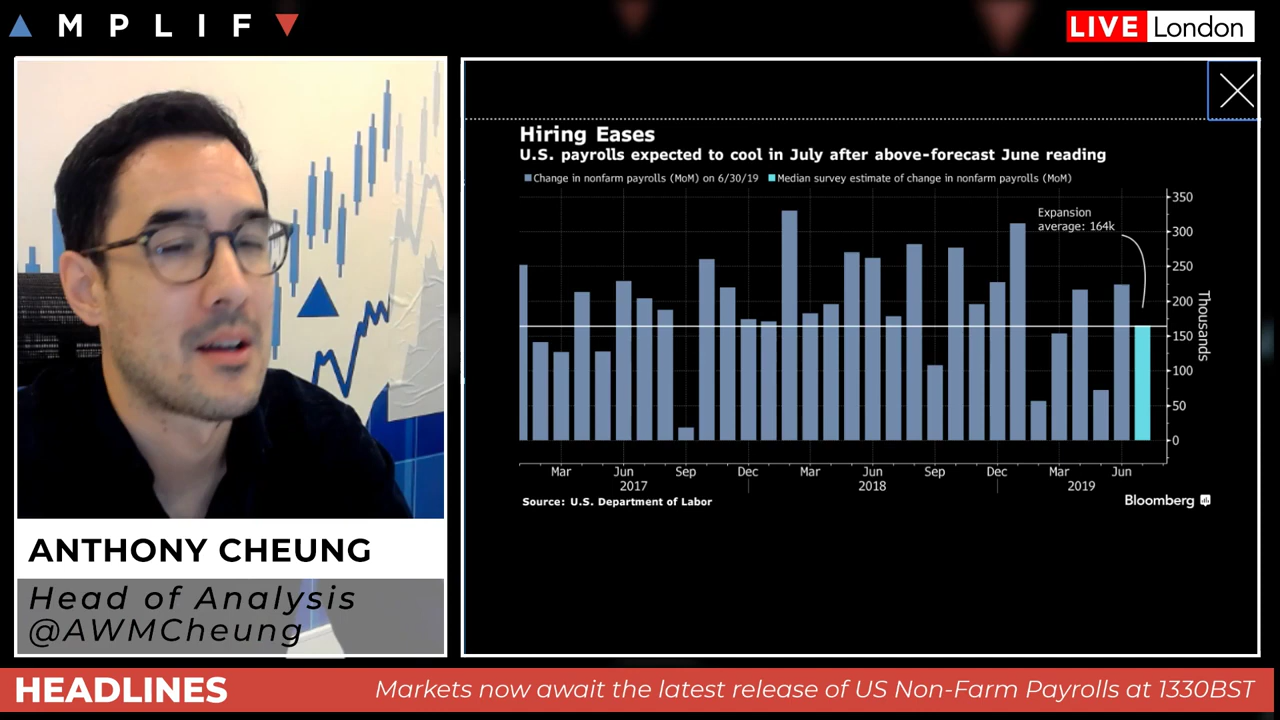 ▲ M P L I F ▼
LIVE London
Hiring Eases
U.S. payrolls expected to cool in July after above-forecast June reading
Change in nonfarm payrolls (MoM) on 6/30/19 Median survey estimate of change in nonfarm payrolls (MoM)
Expansion
average: 164k
350
300
250
200
150
100
50
0
Thousands
Mar Jun Sep Dec Mar Jun Sep Dec Mar Jun
2017 2018 2019
Source: U.S. Department of Labor
Bloomberg
ANTHONY CHEUNG
Head of Analysis
@AWMCheung
HEADLINES
Markets now await the latest release of US Non-Farm Payrolls at 1330BST